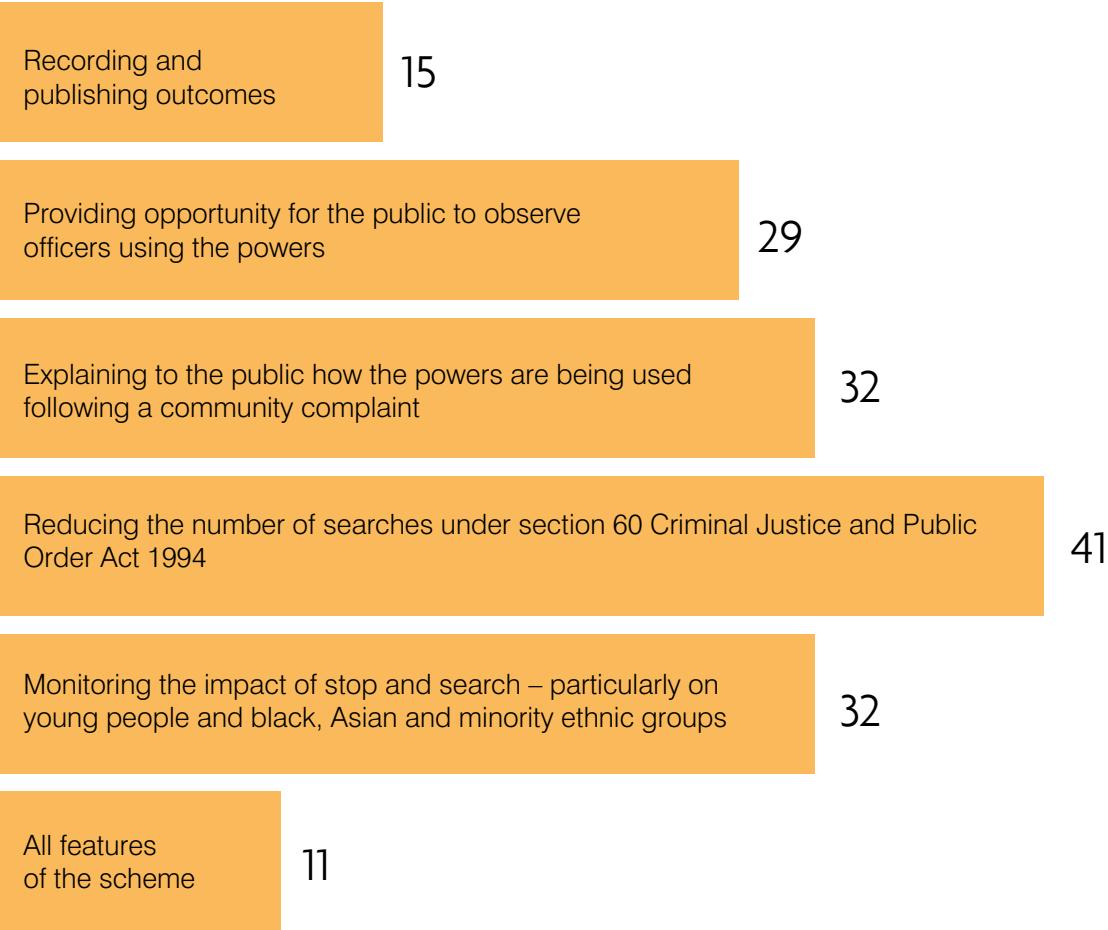 Recording and
publishing outcomes
15
Providing opportunity for the public to observe
officers using the powers
29
Explaining to the public how the powers are being used
following a community complaint
32
Reducing the number of searches under section 60 Criminal Justice and Public
Order Act 1994
41
Monitoring the impact of stop and search – particularly on
young people and black, Asian and minority ethnic groups
32
All features
of the scheme
11